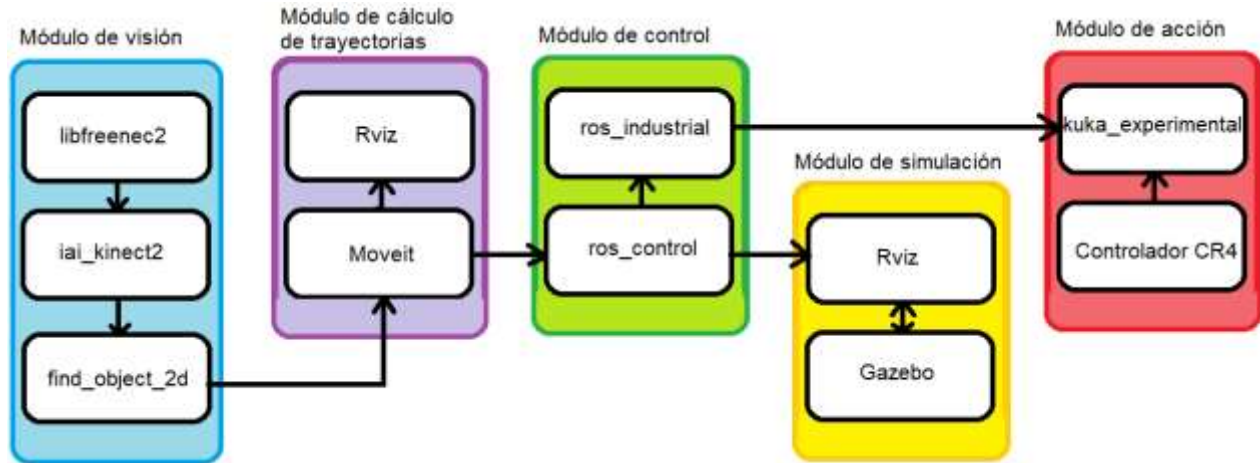 Módulo de visión
libfreenec2
iai_kinect2
find_object_2d
Módulo de cálculo
de trayectorias
Rviz
Moveit
Módulo de control
ros_industrial
ros_control
Módulo de simulación
Rviz
Gazebo
Módulo de acción
kuka_experimental
Controlador CR4